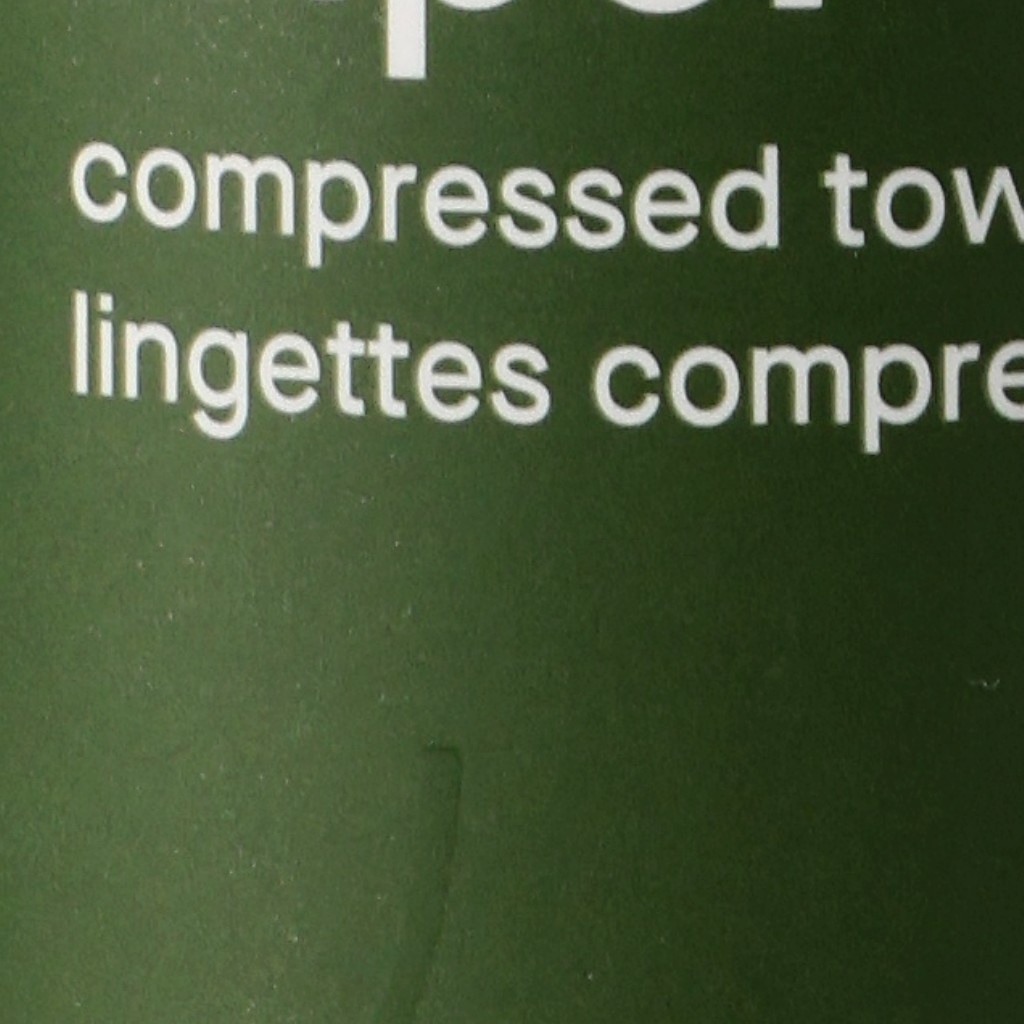 compressed tow
lingettes compre